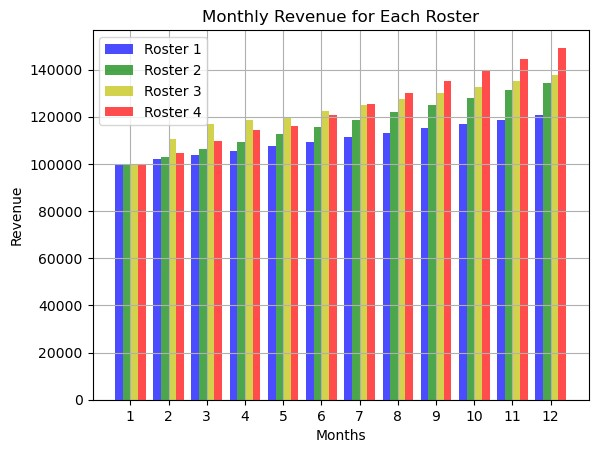 Monthly Revenue for Each Roster
Roster 1
Roster 2
Roster 3
Roster 4
Revenue
140000
120000
100000
80000
60000
40000
20000
0
1 2 3 4 5 6 7 8 9 10 11 12
Months